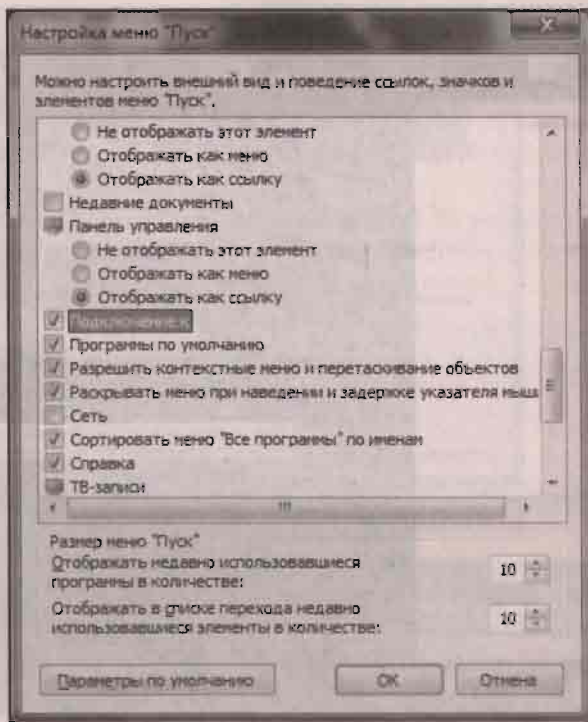 Настройка меню "Пуск"
Можно настроить внешний вид и поведение ссылок, значков и
элементов меню "Пуск".
Не отображать этот элемент
Отображать как меню
Отображать как ссылку
Недавние документы
Панель управления
Не отображать этот элемент
Отображать как меню
Отображать как ссылку
Подключение к
Программы по умолчанию
Разрешить контекстные меню и перетаскивание объектов
Раскрывать меню при наведении и задержке указателя мыши
Сеть
Сортировать меню "Все программы" по именам
Справка
ТВ-записи
Размер меню "Пуск"
Отображать недавно использовавшиеся
программы в количестве:
10
Отображать в списке перехода недавно
использовавшиеся элементы в количестве:
10
Параметры по умолчанию
OK
Отмена